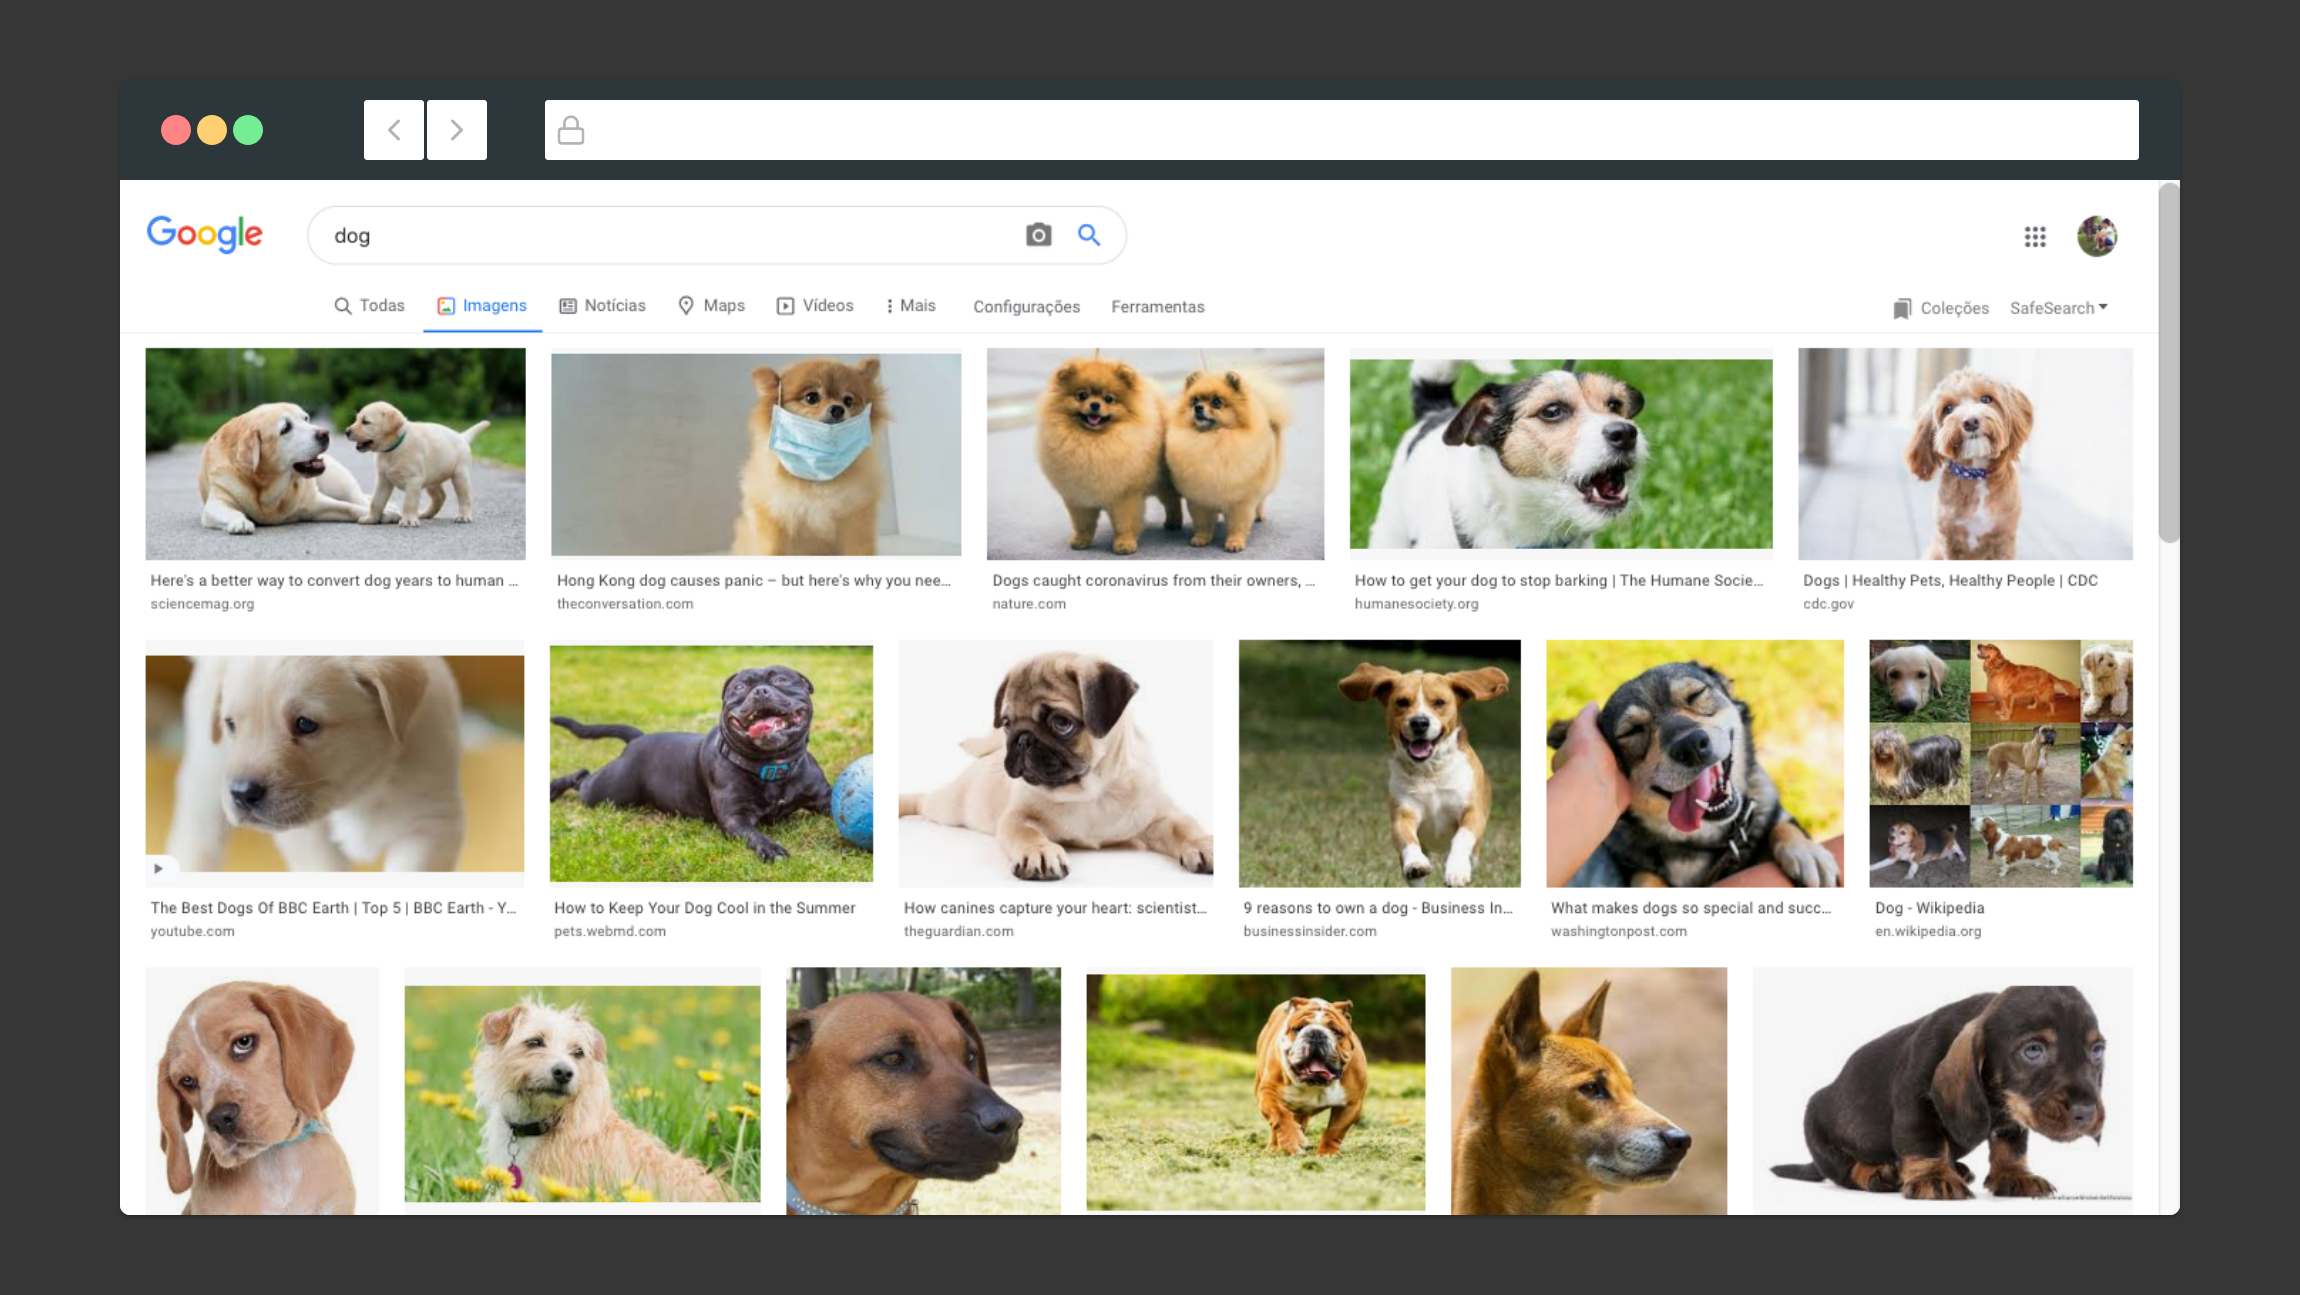 Google
dog
Todas
Imagens
Notícias
Maps
Vídeos
Mais
Configurações
Ferramentas
Coleções
SafeSearch
Here's a better way to convert dog years to human ...
sciencemag.org
Hong Kong dog causes panic – but here's why you nee...
theconversation.com
Dogs caught coronavirus from their owners, ...
nature.com
How to get your dog to stop barking | The Humane Socie...
humanesociety.org
Dogs | Healthy Pets, Healthy People | CDC
cdc.gov
The Best Dogs Of BBC Earth | Top 5 | BBC Earth - Y...
youtube.com
How to Keep Your Dog Cool in the Summer
pets.webmd.com
How canines capture your heart: scientist...
theguardian.com
9 reasons to own a dog - Business In...
businessinsider.com
What makes dogs so special and succ...
washingtonpost.com
Dog - Wikipedia
en.wikipedia.org